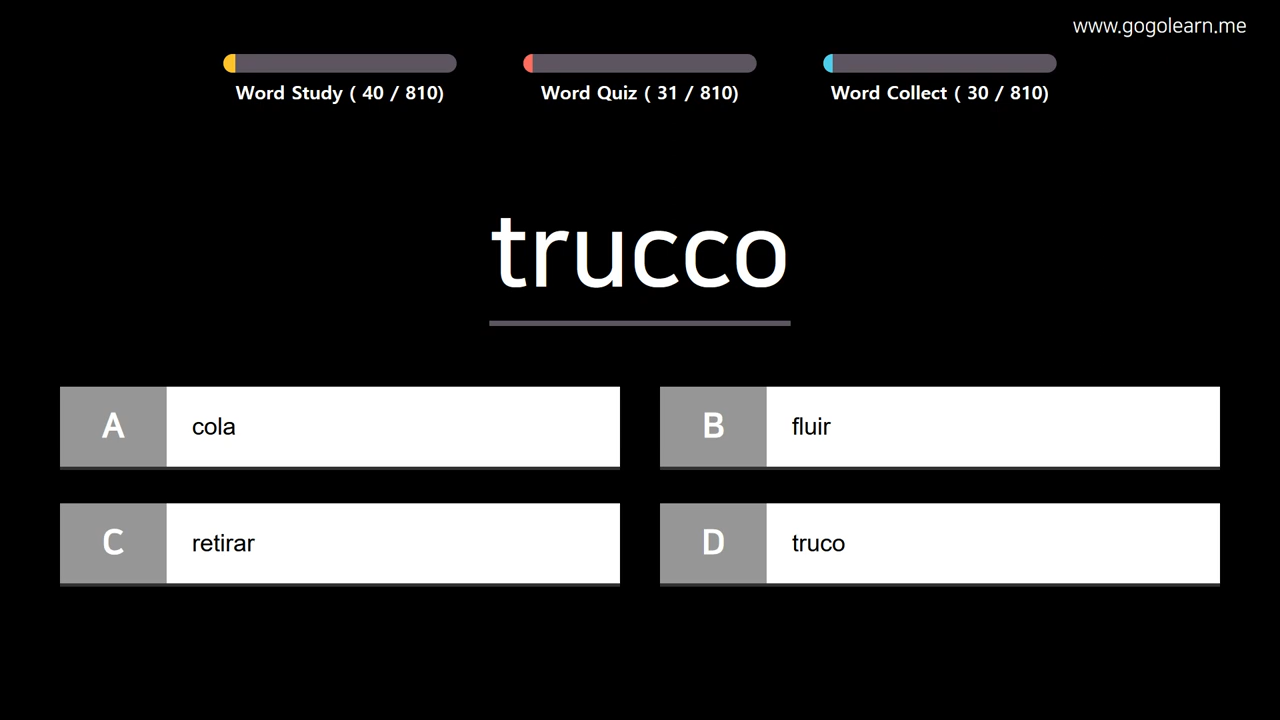 www.gogolearn.me
Word Study ( 40 / 810)
Word Quiz ( 31 / 810)
Word Collect ( 30 / 810)
trucco
A cola
B fluir
C retirar
D truco